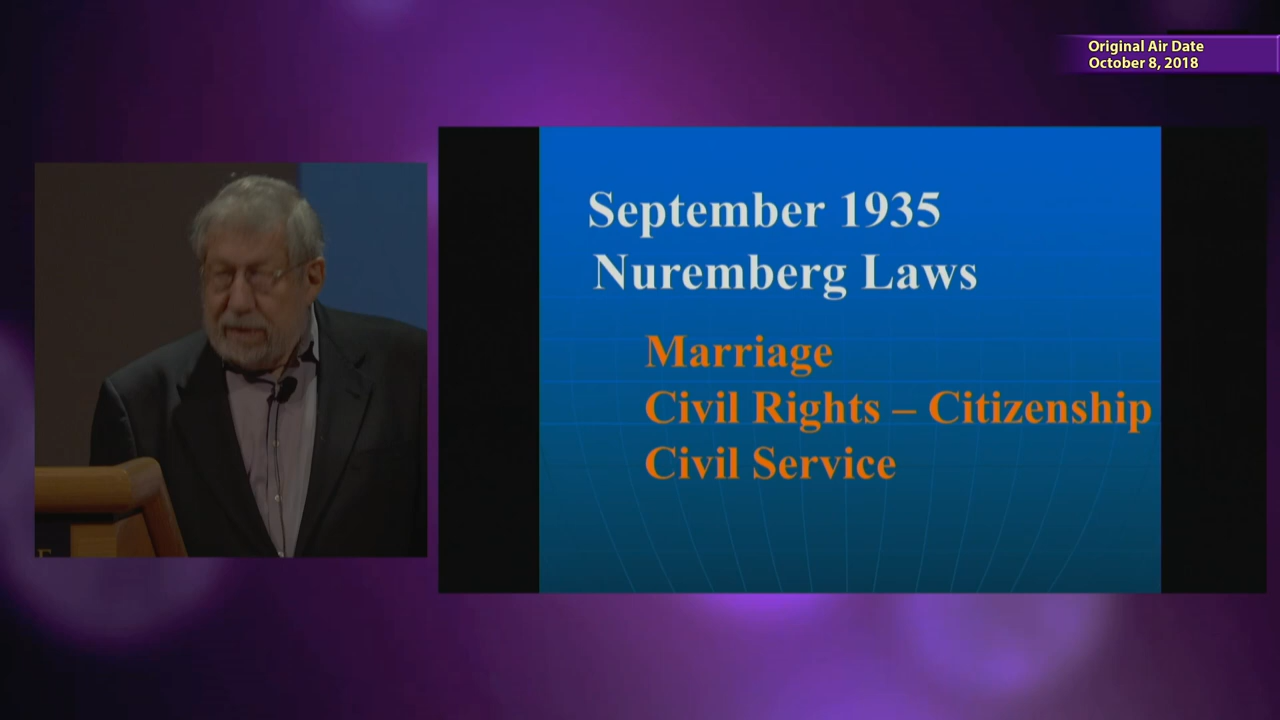 Original Air Date
October 8, 2018
September 1935
Nuremberg Laws
Marriage
Civil Rights – Citizenship
Civil Service
E